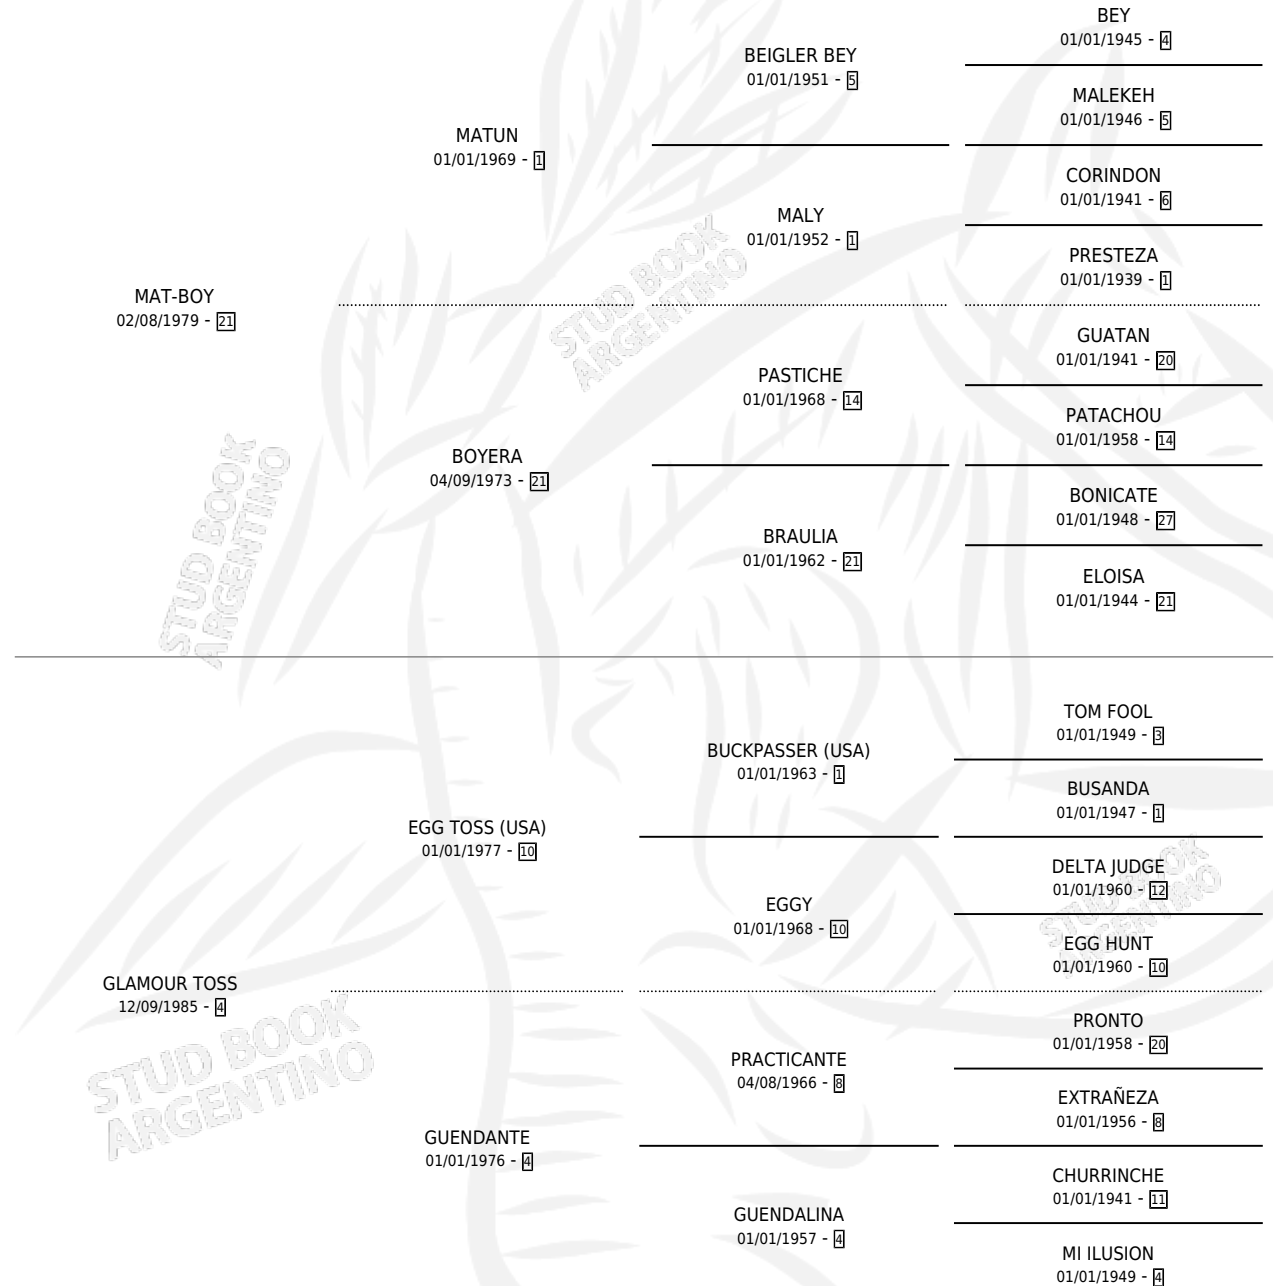 BEY
01/01/1945 - 4
BEIGLER BEY
01/01/1951 - 5
MALEKEH
01/01/1946 - 5
MATUN
01/01/1969 - 1
CORINDON
01/01/1941 - 6
MALY
01/01/1952 - 1
PRESTEZA
01/01/1939 - 1
MAT-BOY
02/08/1979 - 21
GUATAN
01/01/1941 - 20
PASTICHE
01/01/1968 - 14
PATACHOU
01/01/1958 - 14
BOYERA
04/09/1973 - 21
BONICATE
01/01/1948 - 27
BRAULIA
01/01/1962 - 21
ELOISA
01/01/1944 - 21
STUD BOOK
ARGENTINO
STUD BOOK
ARGENTINO
TOM FOOL
01/01/1949 - 3
BUCKPASSER (USA)
01/01/1963 - 1
BUSANDA
01/01/1947 - 1
EGG TOSS (USA)
01/01/1977 - 10
DELTA JUDGE
01/01/1960 - 12
EGGY
01/01/1968 - 10
EGG HUNT
01/01/1960 - 10
GLAMOUR TOSS
12/09/1985 - 4
PRONTO
01/01/1958 - 20
PRACTICANTE
04/08/1966 - 8
EXTRAÑEZA
01/01/1956 - 8
GUENDANTE
01/01/1976 - 4
CHURRINCHE
01/01/1941 - 11
GUENDALINA
01/01/1957 - 4
MI ILUSION
01/01/1949 - 4
STUD BOOK
ARGENTINO
STUD BOOK
ARGENTINO